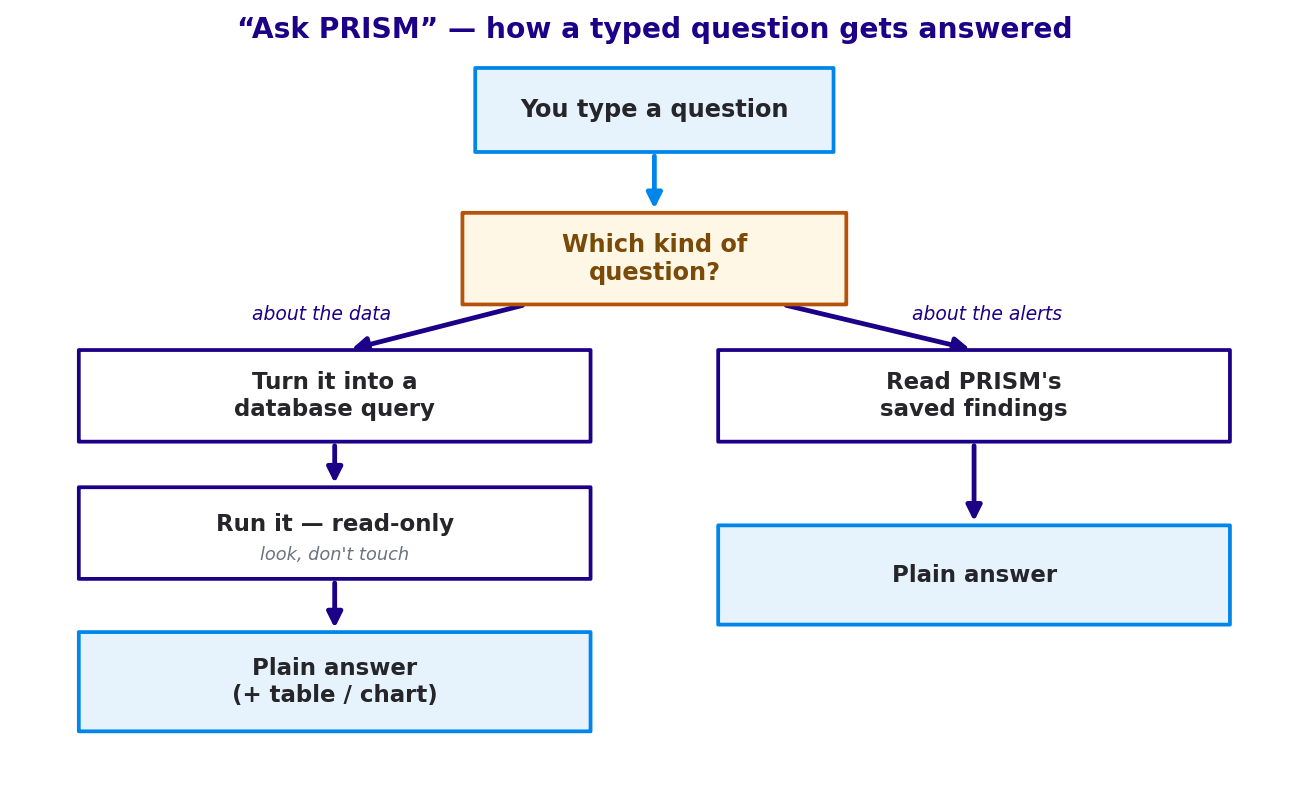 “Ask PRISM” — how a typed question gets answered
You type a question
Which kind of
question?
about the data
about the alerts
Turn it into a
database query
Read PRISM's
saved findings
Run it — read-only
look, don't touch
Plain answer
Plain answer
(+ table / chart)